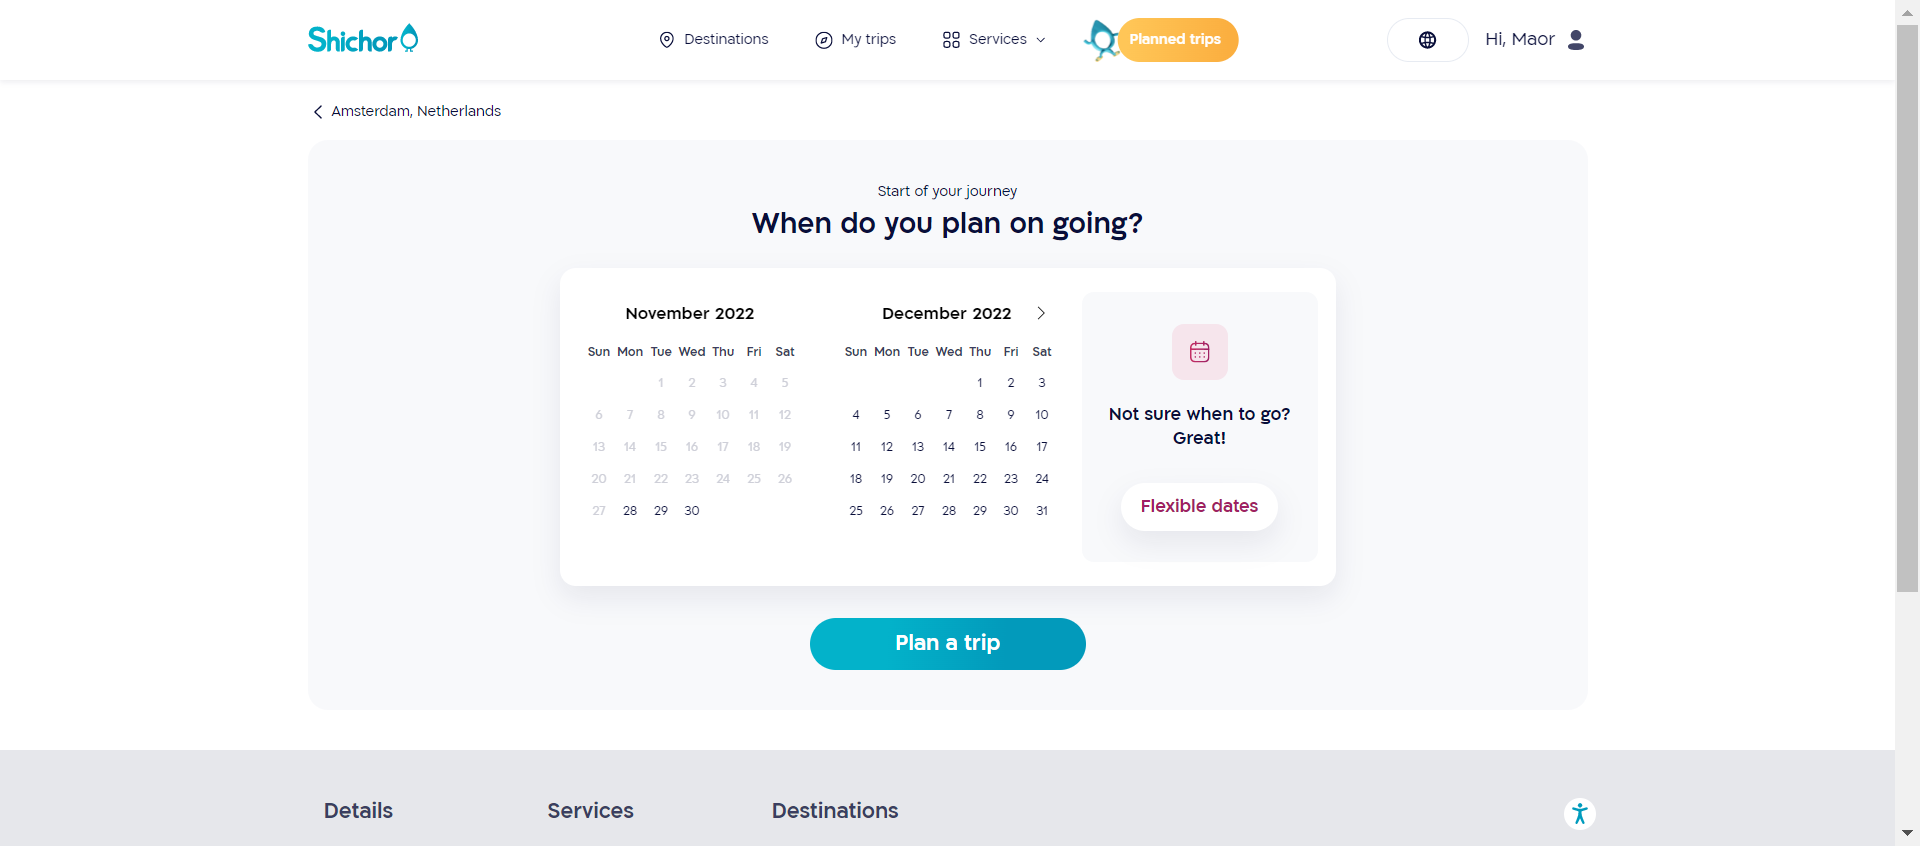 Shichor
Destinations
My trips
Services
Planned trips
Hi, Maor
Amsterdam, Netherlands
Start of your journey
When do you plan on going?
November 2022
Sun Mon Tue Wed Thu Fri Sat
1 2 3 4 5
6 7 8 9 10 11 12
13 14 15 16 17 18 19
20 21 22 23 24 25 26
27 28 29 30
December 2022
Sun Mon Tue Wed Thu Fri Sat
1 2 3
4 5 6 7 8 9 10
11 12 13 14 15 16 17
18 19 20 21 22 23 24
25 26 27 28 29 30 31
Not sure when to go?
Great!
Flexible dates
Plan a trip
Details
Services
Destinations